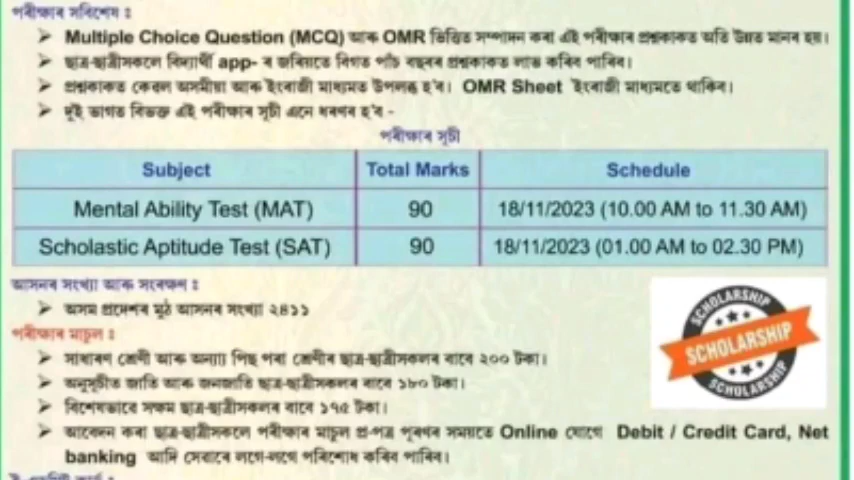 পৰীক্ষাৰ সবিশেষ ঃ
➤ Multiple Choice Question (MCQ) আৰু OMR ভিত্তিত সম্পাদন কৰা এই পৰীক্ষাৰ প্ৰশ্নকাকত অতি উন্নত মানৰ হয়।
➤ ছাত্ৰ-ছাত্ৰীসকলে বিদ্যাৰ্থী app- ৰ জৰিয়তে বিগত পাঁচ বছৰৰ প্ৰশ্নকাকত লাভ কৰিব পাৰিব।
➤ প্ৰশ্নকাকত কেৱল অসমীয়া আৰু ইংৰাজী মাধ্যমত উপলব্ধ হ'ব। OMR Sheet ইংৰাজী মাধ্যমতে থাকিব।
➤ দুই ভাগত বিভক্ত এই পৰীক্ষাৰ সূচী এনে ধৰণৰ হ'ব -
পৰীক্ষাৰ সূচী
Subject Total Marks Schedule
Mental Ability Test (MAT) 90 18/11/2023 (10.00 AM to 11.30 AM)
Scholastic Aptitude Test (SAT) 90 18/11/2023 (01.00 AM to 02.30 PM)
আসনৰ সংখ্যা আৰু সংৰক্ষণ ঃ
➤ অসম প্ৰদেশৰ মুঠ আসনৰ সংখ্যা ২৪১১
পৰীক্ষাৰ মাচুল ঃ
➤ সাধাৰণ শ্ৰেণী আৰু অন্যান্য পিছ পৰা শ্ৰেণীৰ ছাত্ৰ-ছাত্ৰীসকলৰ বাবে ২০০ টকা।
➤ অনুসূচীত জাতি আৰু জনজাতি ছাত্ৰ-ছাত্ৰীসকলৰ বাবে ১৮০ টকা।
➤ বিশেষভাবে সক্ষম ছাত্ৰ-ছাত্ৰীসকলৰ বাবে ১৭৫ টকা।
➤ আবেদন কৰা ছাত্ৰ-ছাত্ৰীসকলে পৰীক্ষাৰ মাচুল প্ৰ-পত্ৰ পূৰণৰ সময়তে Online যোগে Debit / Credit Card, Net
banking আদি সেৱাৰে লগে-লগে পৰিশোধ কৰিব পাৰিব।
SCHOLARSHIP
SCHOLARSHIP
SCHOLARSHIP